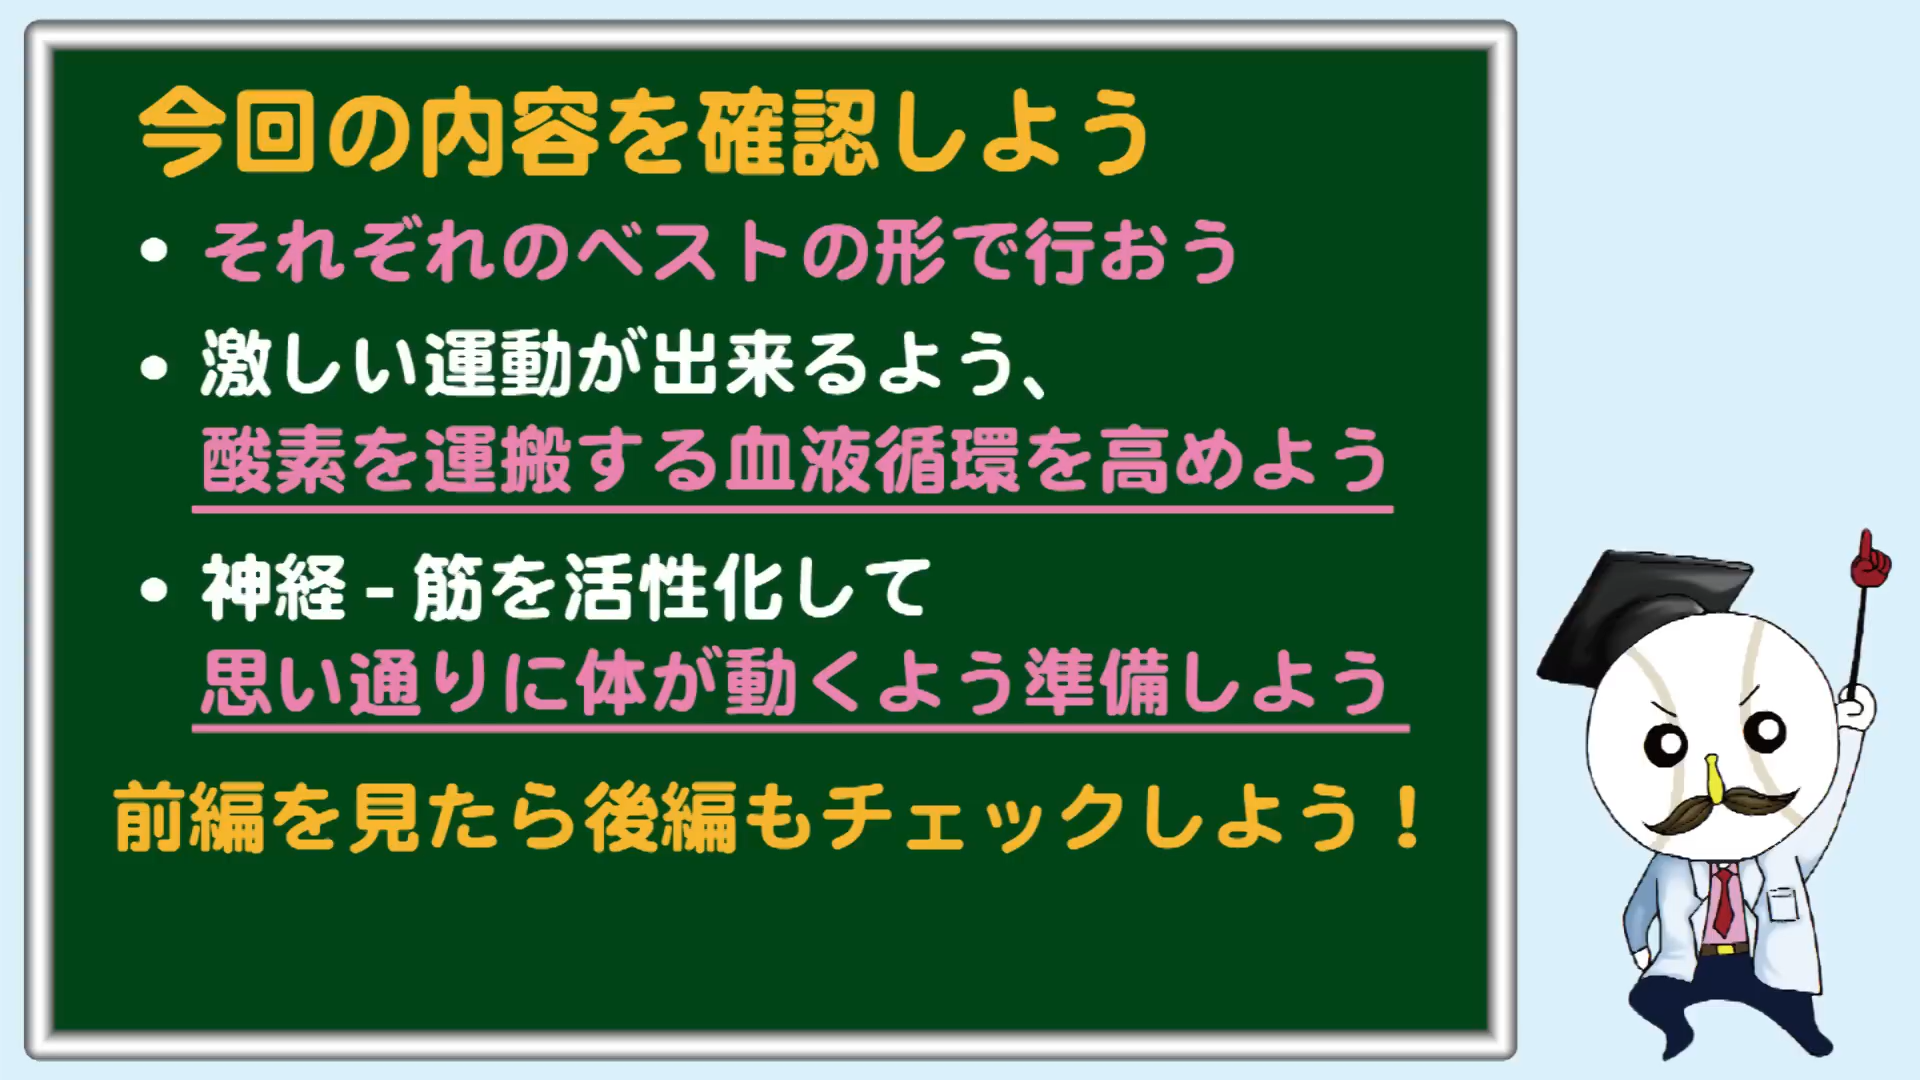 今回の内容を確認しよう
• それぞれのベストの形で行おう
• 激しい運動が出来るよう、
酸素を運搬する血液循環を高めよう
• 神経 - 筋を活性化して
思い通りに体が動くよう準備しよう
前編を見たら後編もチェックしよう！